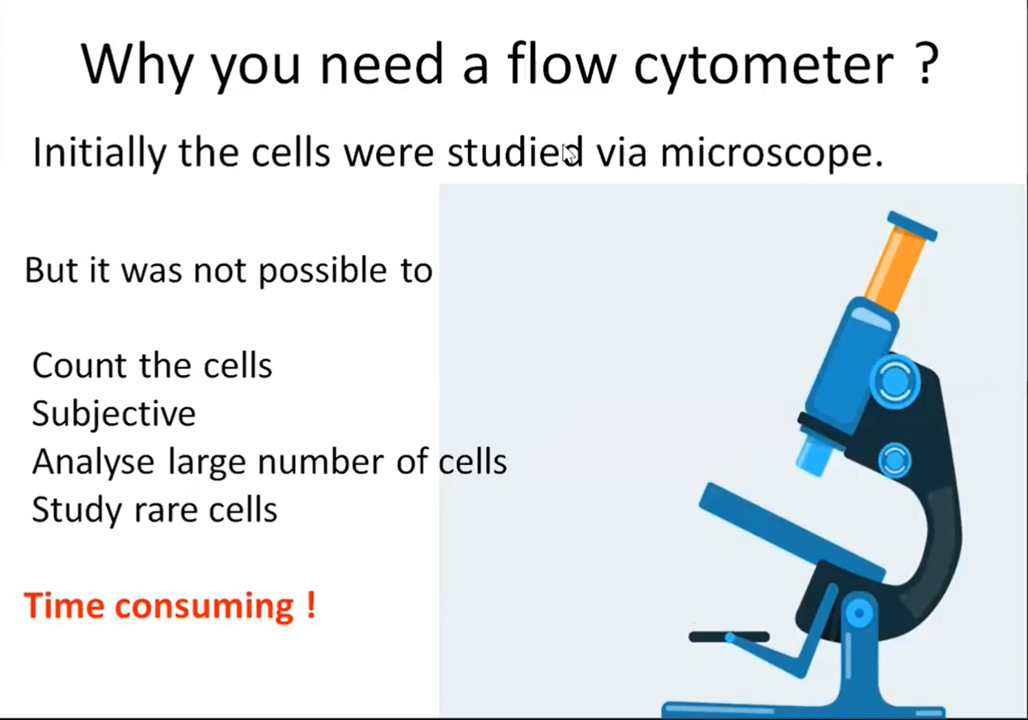 Why you need a flow cytometer ?
Initially the cells were studied via microscope.
But it was not possible to
Count the cells
Subjective
Analyse large number of cells
Study rare cells
Time consuming !